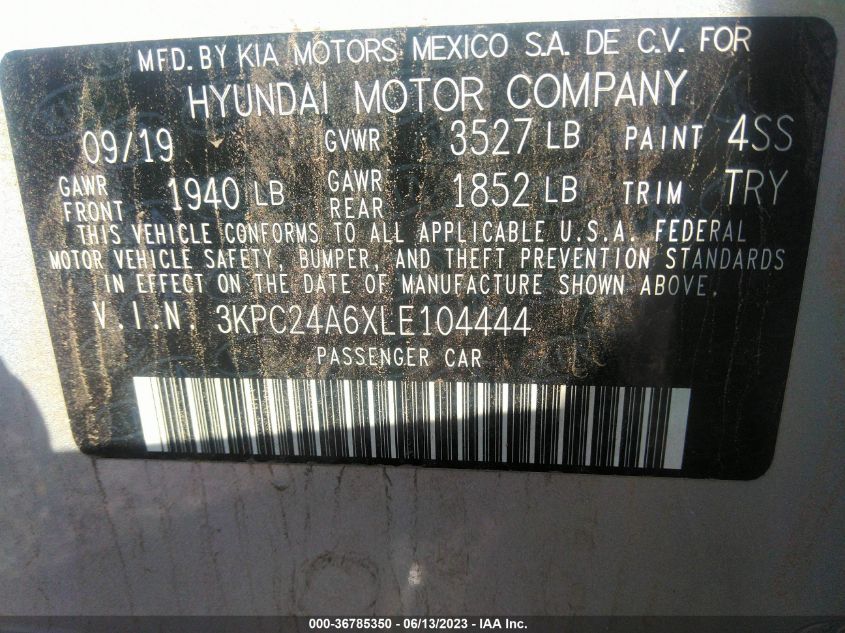 MFD. BY KIA MOTORS MEXICO S.A. DE C.V. FOR
HYUNDAI MOTOR COMPANY
09/19 GVWR 3527 LB PAINT 4SS
GAWR FRONT 1940 LB GAWR REAR 1852 LB TRIM TRY
THIS VEHICLE CONFORMS TO ALL APPLICABLE U.S.A. FEDERAL
MOTOR VEHICLE SAFETY, BUMPER, AND THEFT PREVENTION STANDARDS
IN EFFECT ON THE DATE OF MANUFACTURE SHOWN ABOVE.
V.I.N. 3KPC24A6XLE104444
PASSENGER CAR
000-36785350 - 06/13/2023 - IAA Inc.